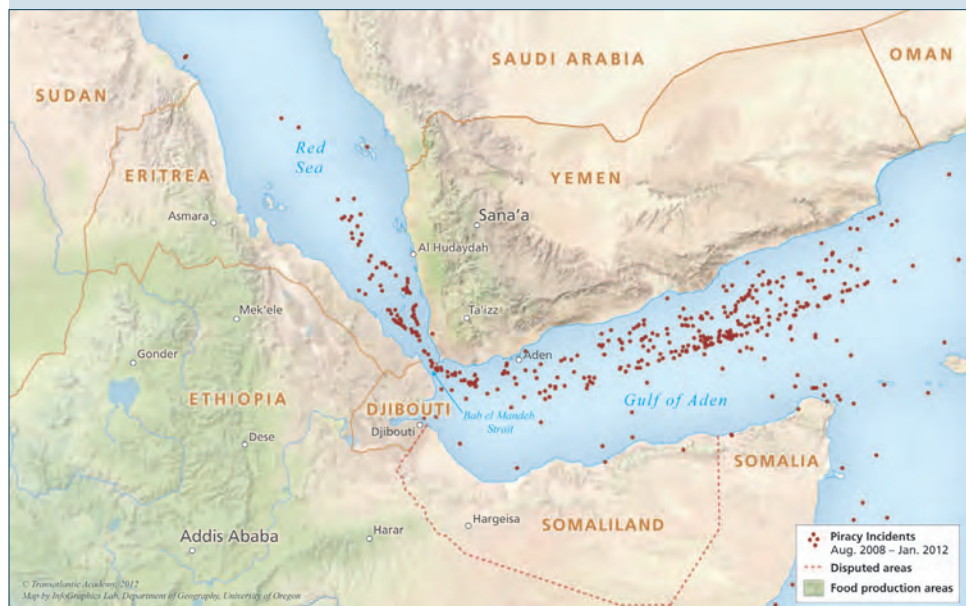 SAUDI ARABIA
OMAN
SUDAN
Red
Sea
ERITREA
YEMEN
Asmara
Sana'a
Al Hudaydah
Mek'ele
Ta'izz
Gonder
Aden
ETHIOPIA
DJIBOUTI
Gulf of Aden
Bab el Mandeb
Strait
Djibouti
Dese
SOMALIA
Addis Ababa
Harar
Hargeisa
SOMALILAND
Piracy Incidents
Aug. 2008 – Jan. 2012
Disputed areas
Food production areas
© Transatlantic Academy, 2012
Map by InfoGraphics Lab, Department of Geography, University of Oregon